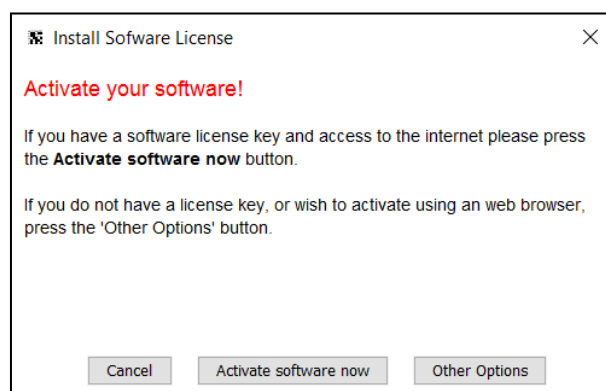 Install Sofware License
Activate your software!
If you have a software license key and access to the internet please press
the Activate software now button.
If you do not have a license key, or wish to activate using an web browser,
press the 'Other Options' button.
Cancel
Activate software now
Other Options